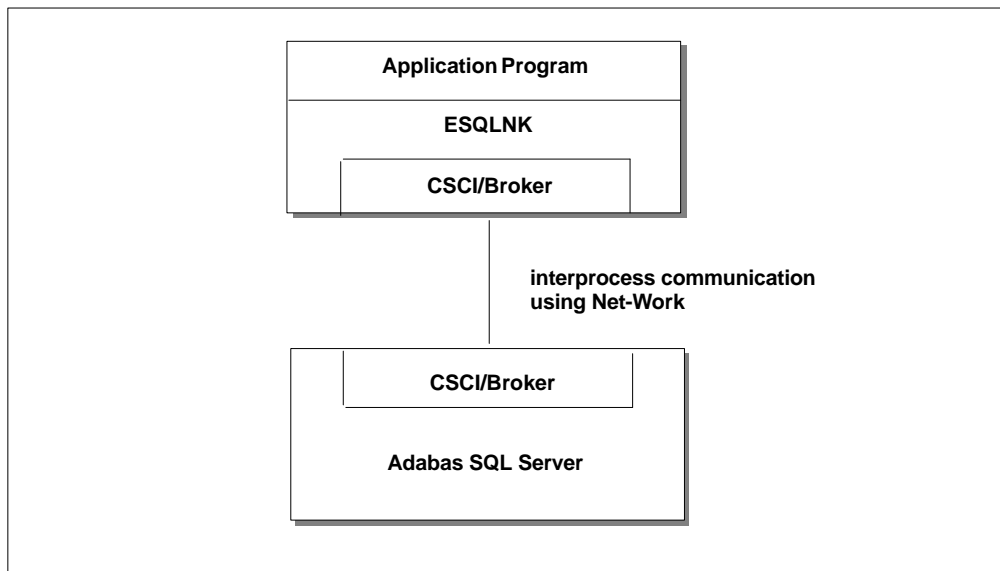 Application Program
ESQLNK
CSCI/Broker
interprocess communication
using Net-Work
CSCI/Broker
Adabas SQL Server